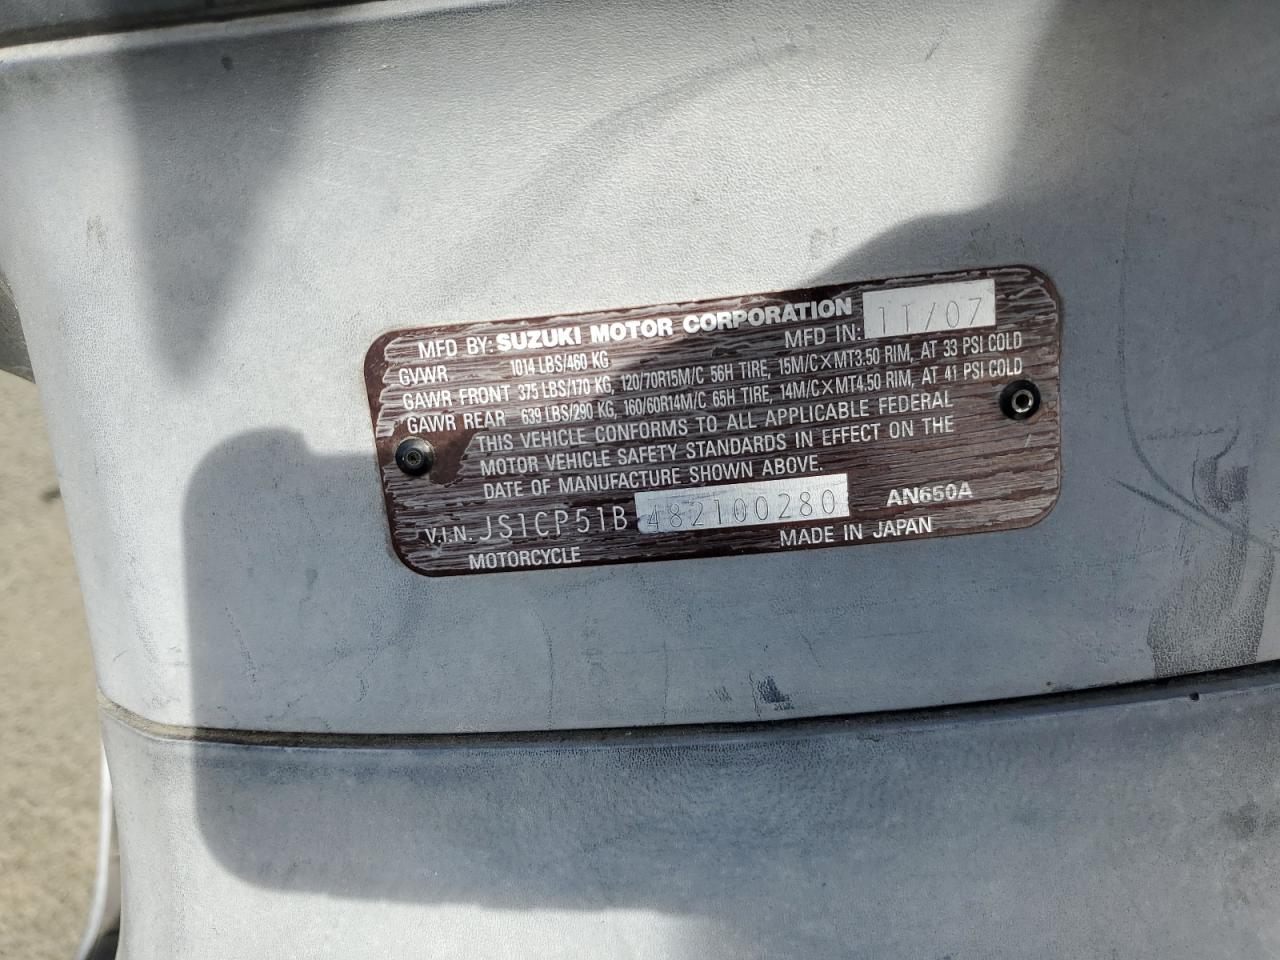 MFD BY: SUZUKI MOTOR CORPORATION
MFD IN: 11/07
GVWR 1014 LBS/460 KG
GAWR FRONT 375 LBS/170 KG, 120/70R15M/C 56H TIRE, 15M/C×MT3.50 RIM, AT 33 PSI COLD
GAWR REAR 639 LBS/290 KG, 160/60R14M/C 65H TIRE, 14M/C×MT4.50 RIM, AT 41 PSI COLD
THIS VEHICLE CONFORMS TO ALL APPLICABLE FEDERAL
MOTOR VEHICLE SAFETY STANDARDS IN EFFECT ON THE
DATE OF MANUFACTURE SHOWN ABOVE.
V.I.N. JS1CP51B 482100280 AN650A
MOTORCYCLE MADE IN JAPAN